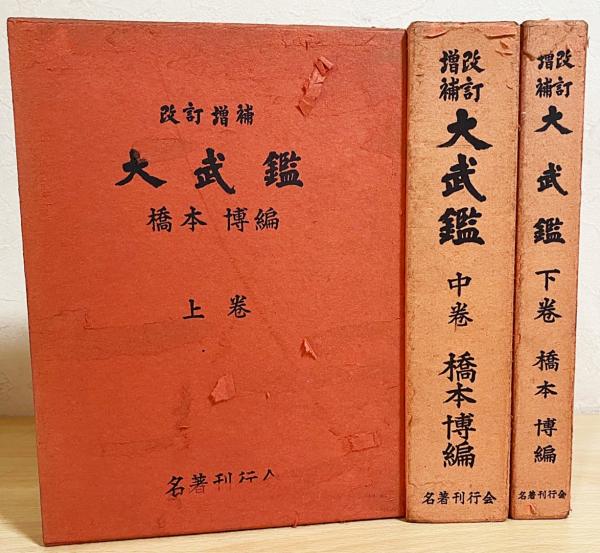 改訂増補
大武鑑
橋本博編
上巻
名著刊行
改訂
増補
大武鑑
中巻
橋本博編
名著刊行会
改訂
増補
大武鑑
下巻
橋本博編
名著刊行会